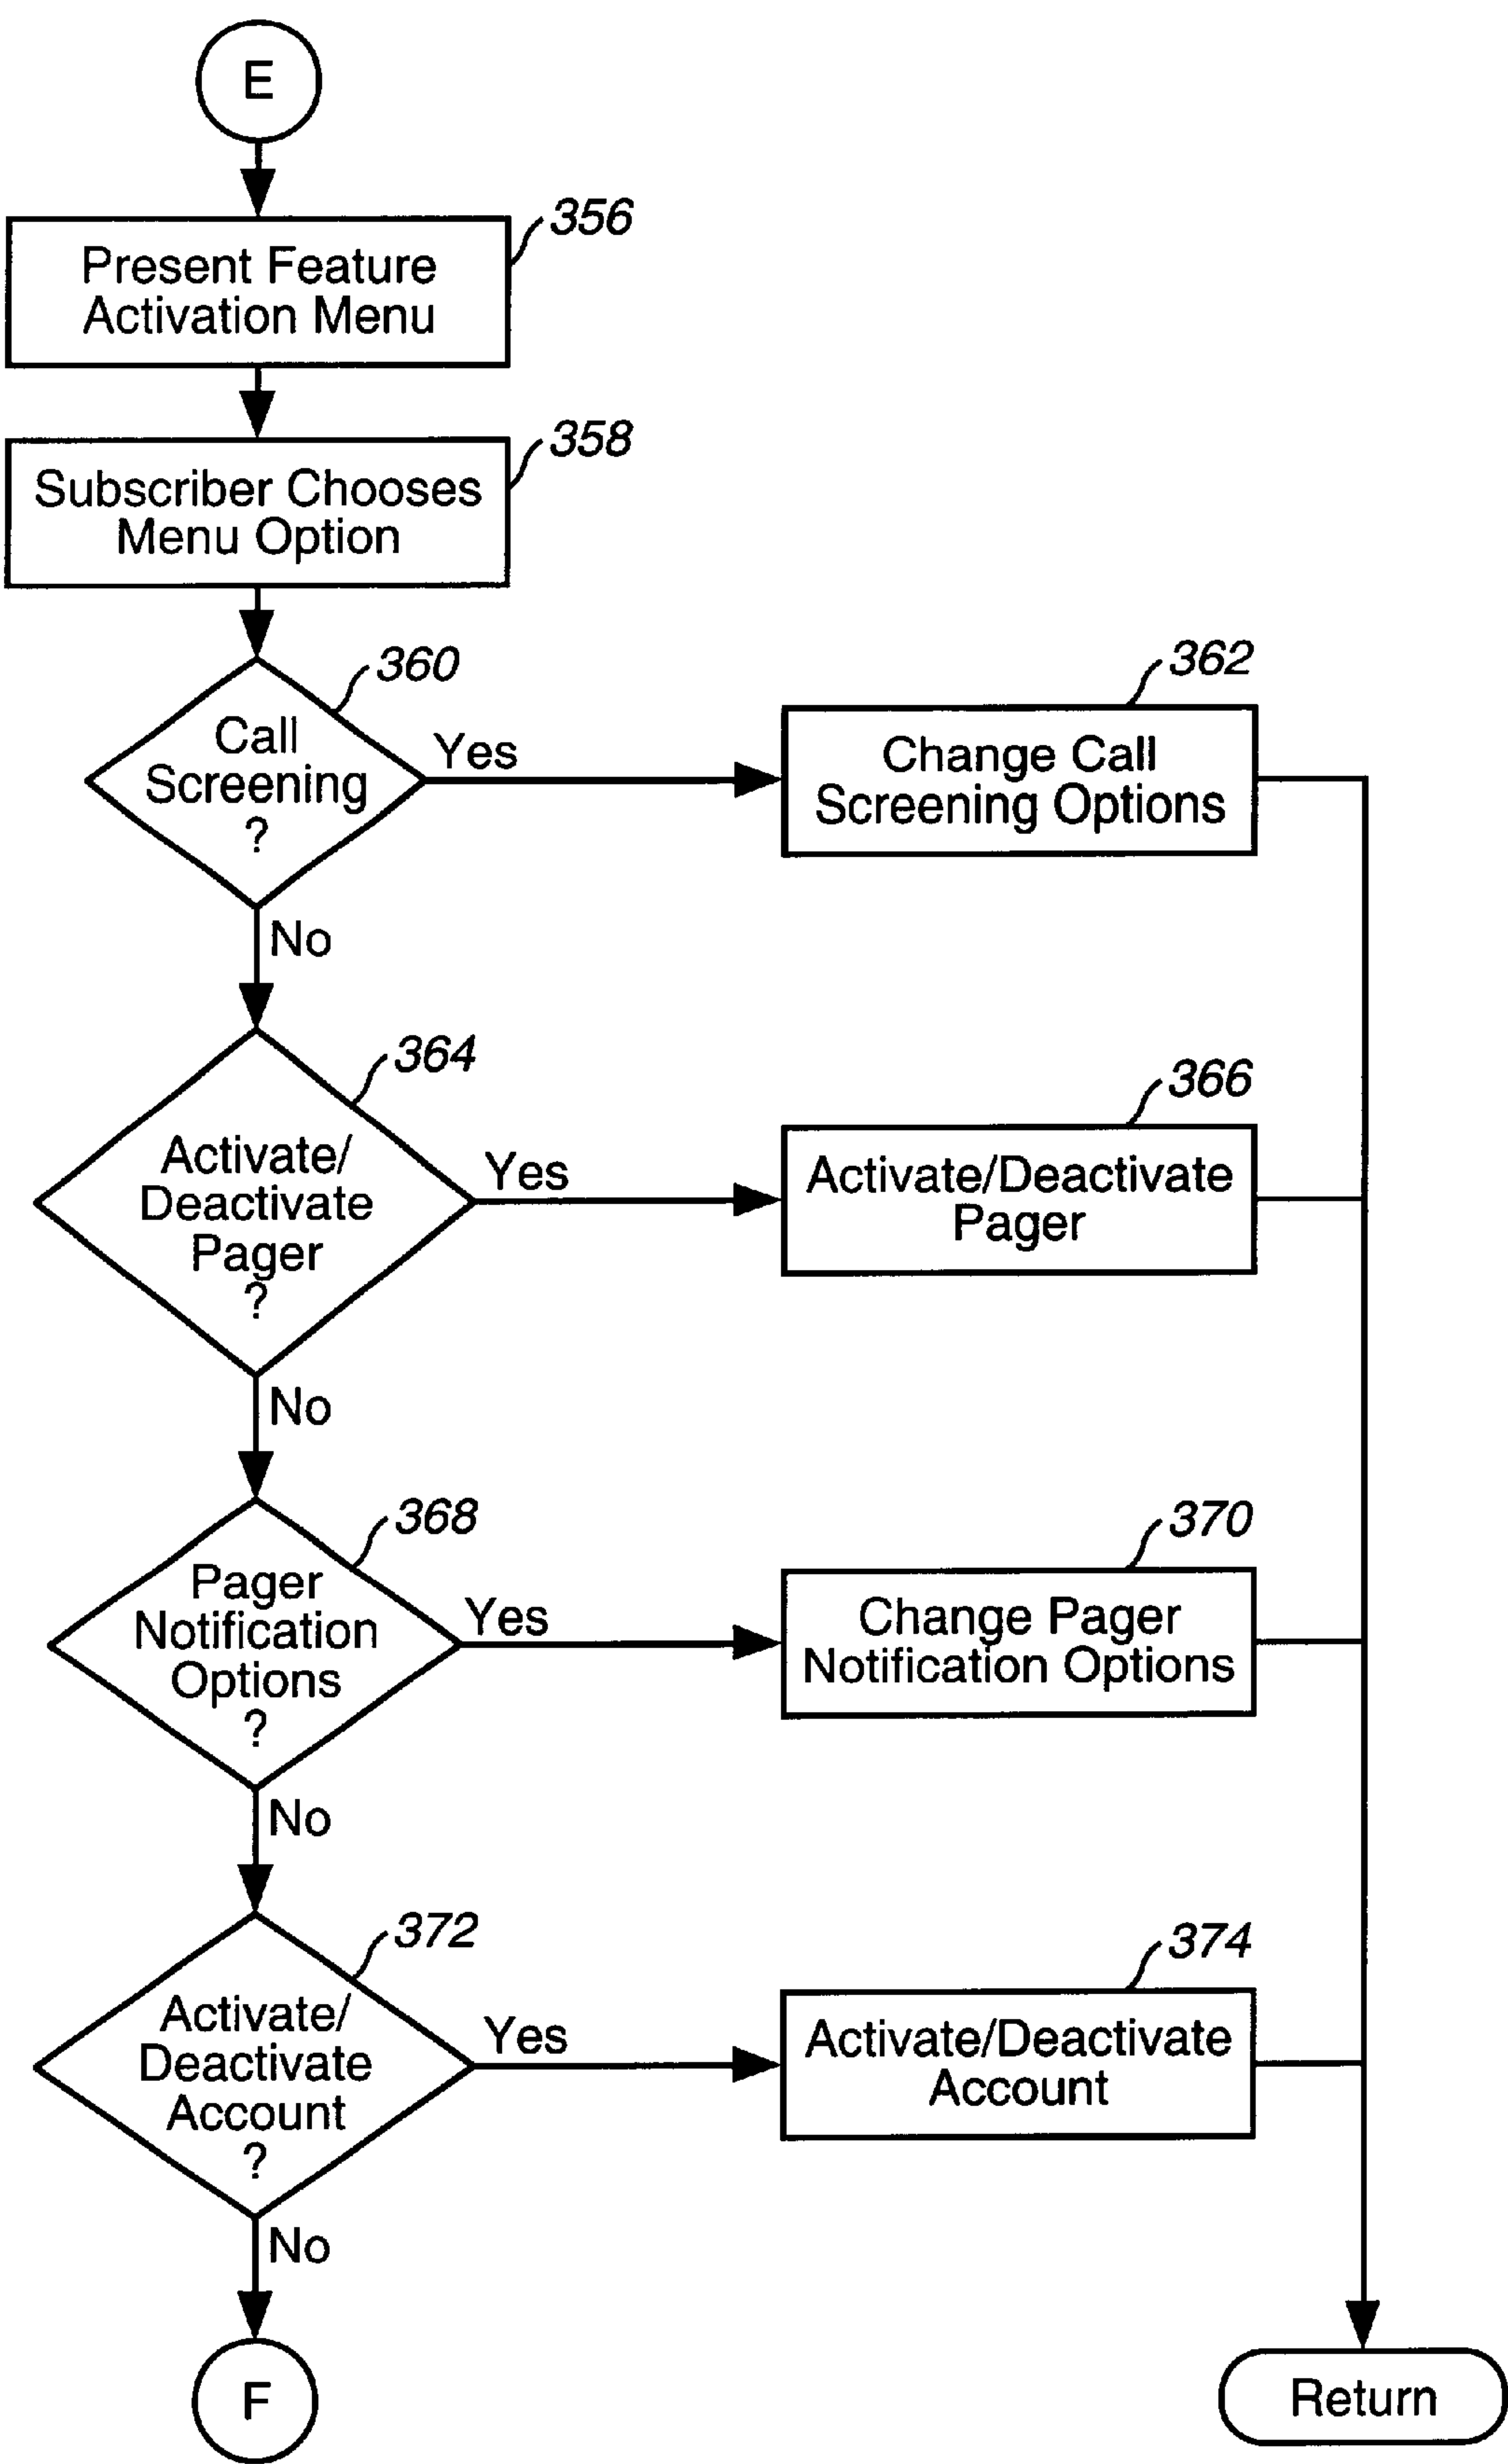 E
356
Present Feature
Activation Menu
358
Subscriber Chooses
Menu Option
360
Call
Screening
?
Yes
362
Change Call
Screening Options
No
364
Activate/
Deactivate
Pager
?
Yes
366
Activate/Deactivate
Pager
No
368
Pager
Notification
Options
?
Yes
370
Change Pager
Notification Options
No
372
Activate/
Deactivate
Account
?
Yes
374
Activate/Deactivate
Account
No
F
Return